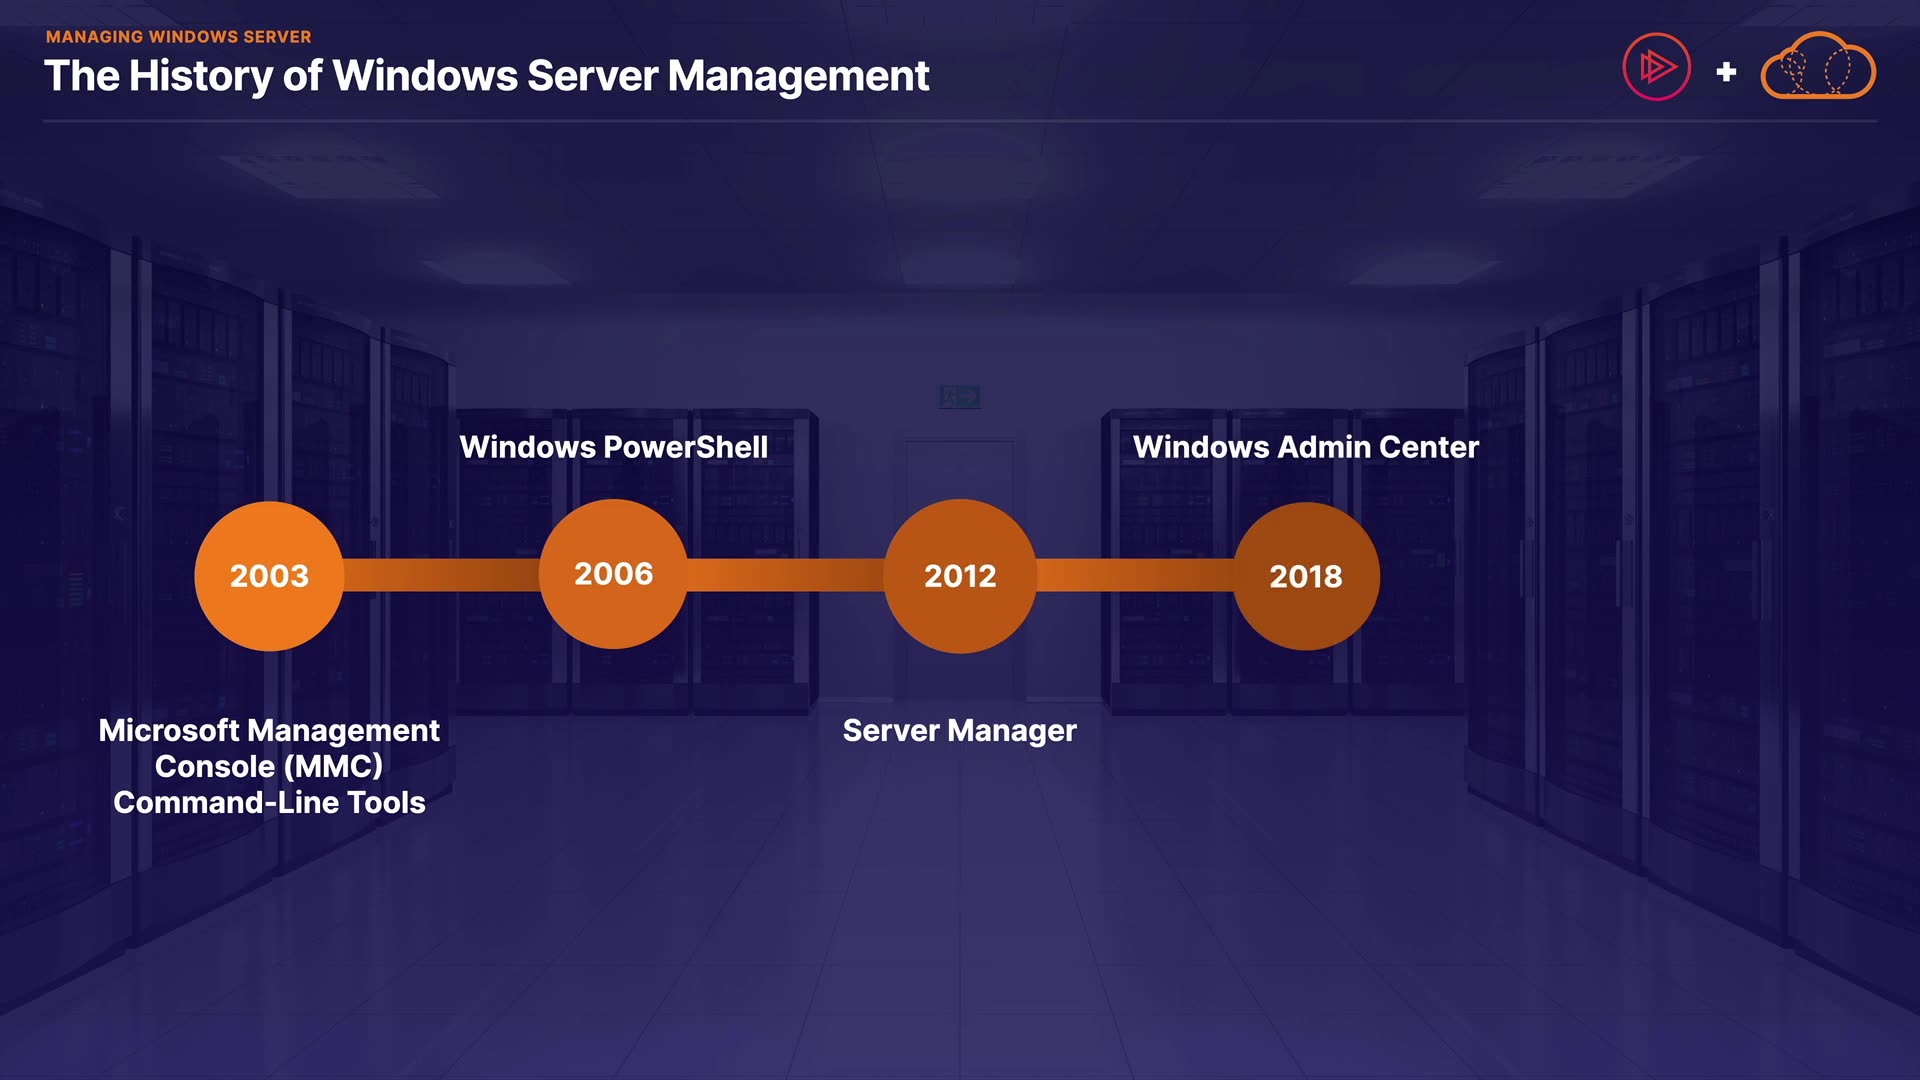 MANAGING WINDOWS SERVER
The History of Windows Server Management
+
Windows PowerShell
Windows Admin Center
2003
2006
2012
2018
Microsoft Management
Console (MMC)
Command-Line Tools
Server Manager